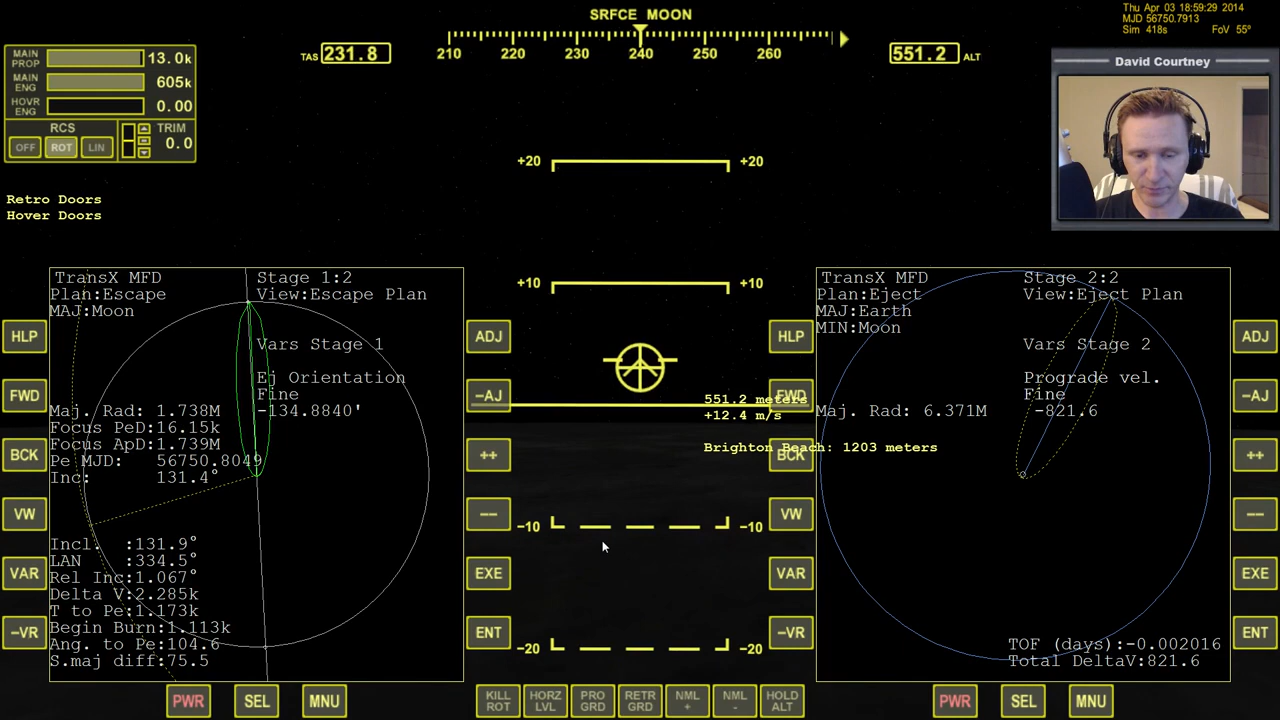 SRFCE MOON
210 220 230 240 250 260
TAS 231.8
551.2 ALT
Thu Apr 03 18:59:29 2014
MJD 56750.7913
Sim 418s FoV 55°
David Courtney
MAIN PROP 13.0k
MAIN ENG 605k
HOVR ENG 0.00
RCS TRIM
OFF ROT LIN 0.0
Retro Doors
Hover Doors
+20 +20
+10 +10
-10 -10
-20 -20
551.2 meters
+12.4 m/s
Brighton Beach: 1203 meters
TransX MFD Stage 1:2
Plan:Escape View:Escape Plan
MAJ:Moon
Vars Stage 1
Ej Orientation
Fine
-134.8840'
Maj. Rad: 1.738M
Focus PeD:16.15k
Focus ApD:1.739M
Pe MJD: 56750.8049
Inc: 131.4°
Incl. :131.9°
LAN :334.5°
Rel Inc:1.067°
Delta V:2.285k
T to Pe:1.173k
Begin Burn:1.113k
Ang. to Pe:104.6
S.maj diff:75.5
HLP
FWD
BCK
VW
VAR
-VR
ADJ
-AJ
++
--
EXE
ENT
PWR SEL MNU
TransX MFD Stage 2:2
Plan:Eject View:Eject Plan
MAJ:Earth
MIN:Moon
Vars Stage 2
Prograde vel.
Fine
-821.6
Maj. Rad: 6.371M
TOF (days):-0.002016
Total DeltaV:821.6
HLP
FWD
BCK
VW
VAR
-VR
ADJ
-AJ
++
--
EXE
ENT
PWR SEL MNU
KILL ROT
HORZ LVL
PRO GRD
RETR GRD
NML +
NML -
HOLD ALT